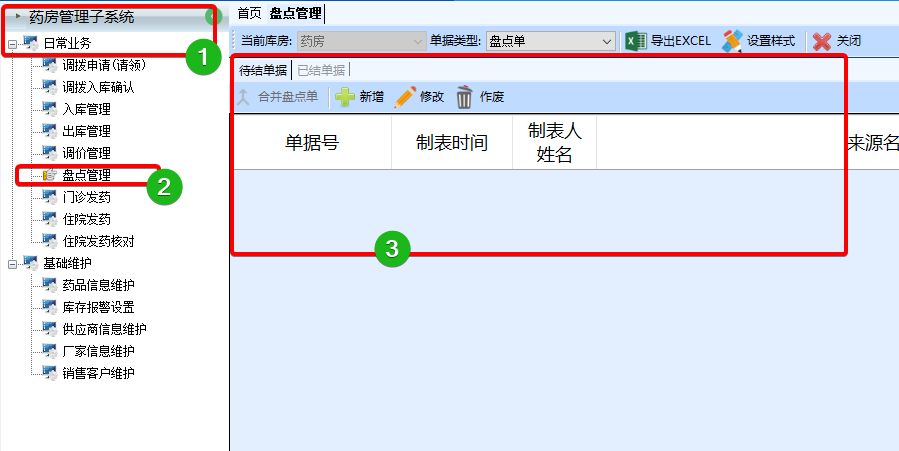 药房管理子系统
日常业务
1
调拨申请(请领)
调拨入库确认
入库管理
出库管理
调价管理
盘点管理
2
门诊发药
住院发药
住院发药核对
基础维护
药品信息维护
库存报警设置
供应商信息维护
厂家信息维护
销售客户维护
首页 盘点管理
当前库房: 药房 单据类型: 盘点单 导出EXCEL 设置样式 关闭
待结单据 已结单据
合并盘点单 新增 修改 作废
单据号 制表时间 制表人
姓名 来源名
3